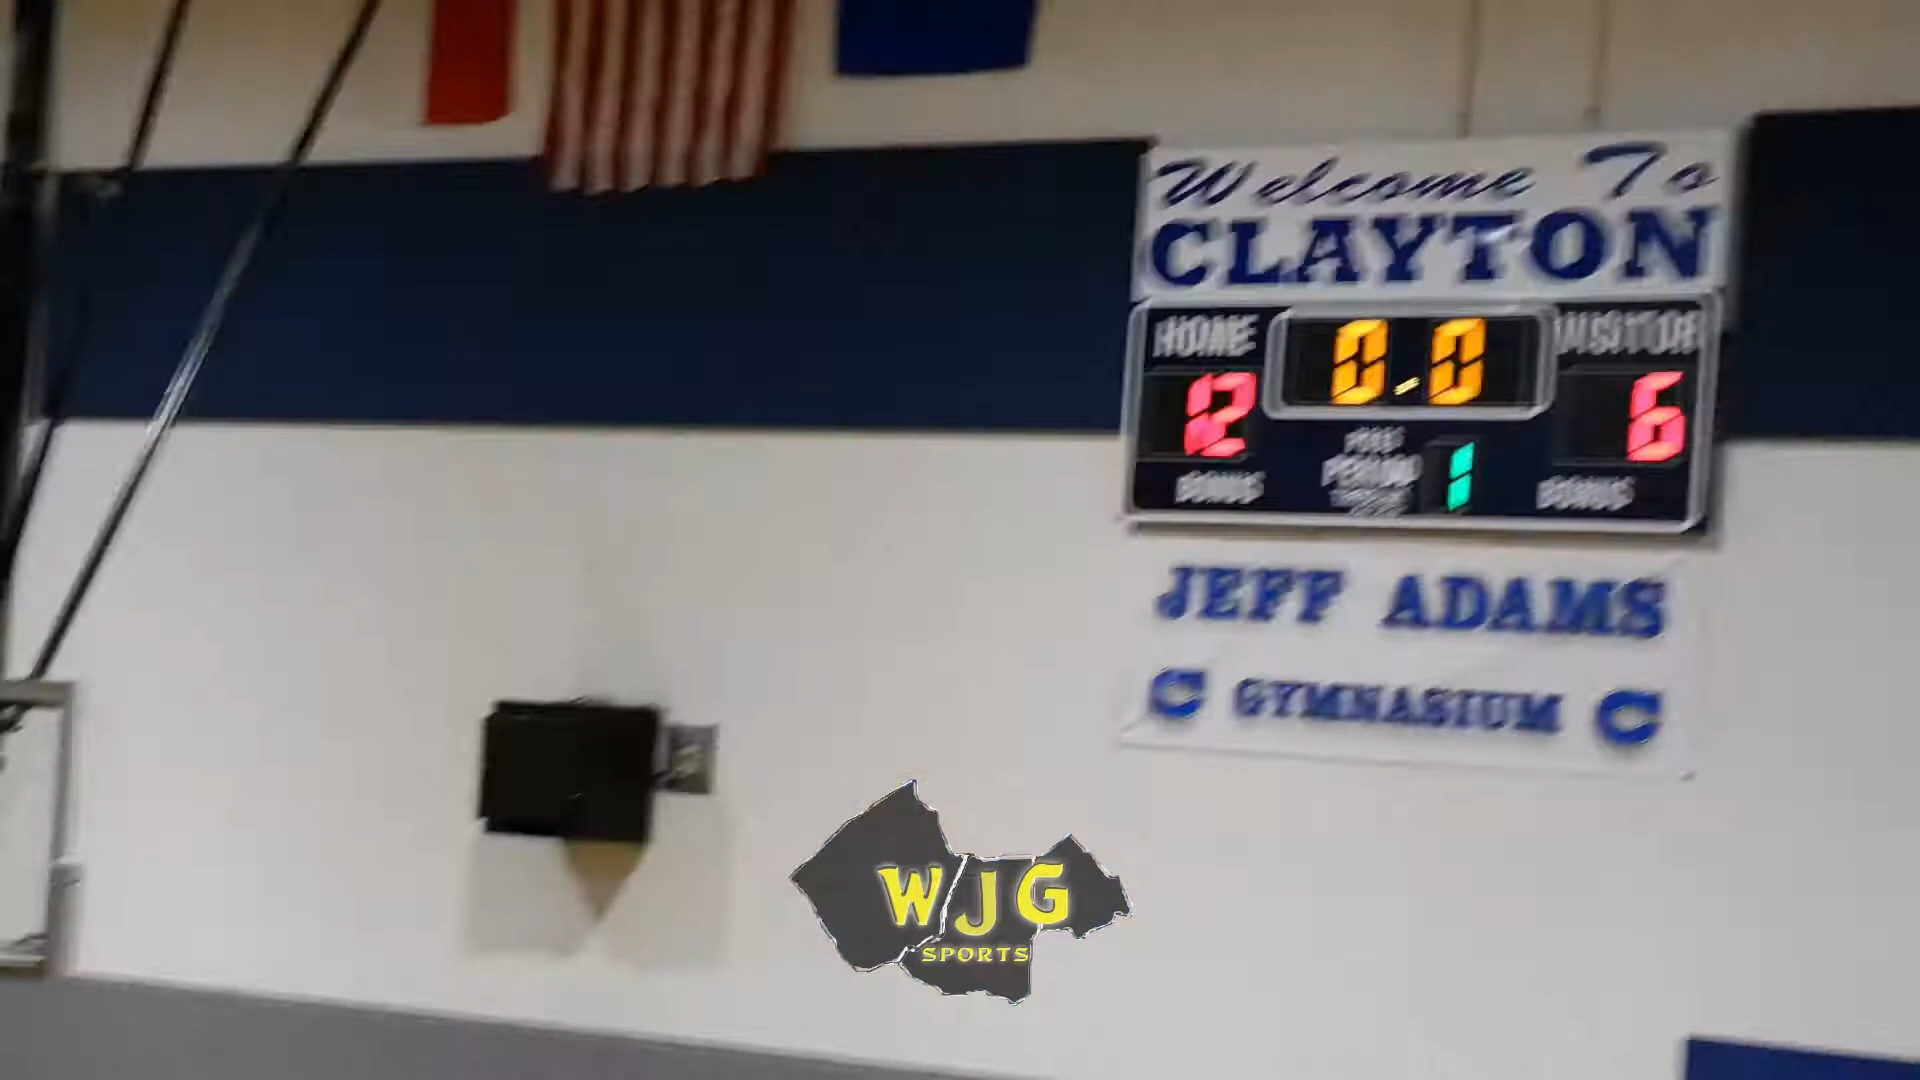 Welcome To
CLAYTON
HOME
0.0
VISITOR
12
6
PERIOD
1
BONUS
BONUS
JEFF ADAMS
C GYMNASIUM C
WJG
SPORTS